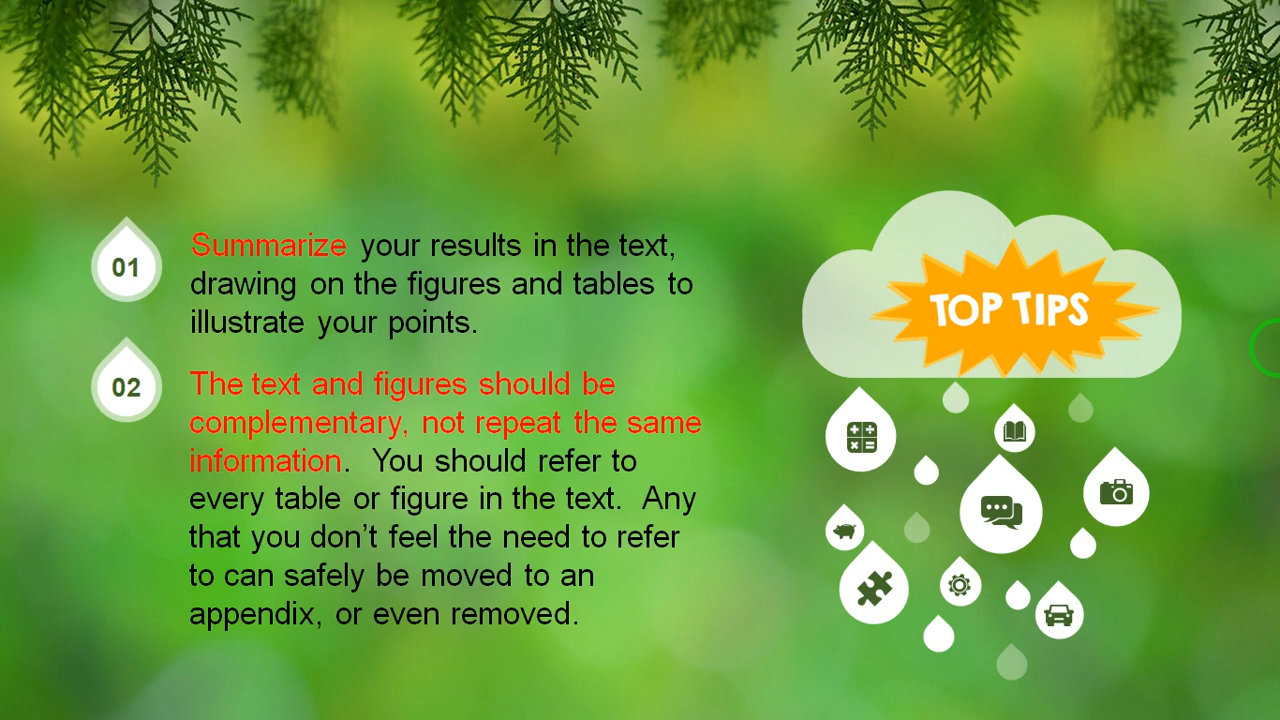 01
Summarize your results in the text,
drawing on the figures and tables to
illustrate your points.
02
The text and figures should be
complementary, not repeat the same
information. You should refer to
every table or figure in the text. Any
that you don’t feel the need to refer
to can safely be moved to an
appendix, or even removed.
TOP TIPS